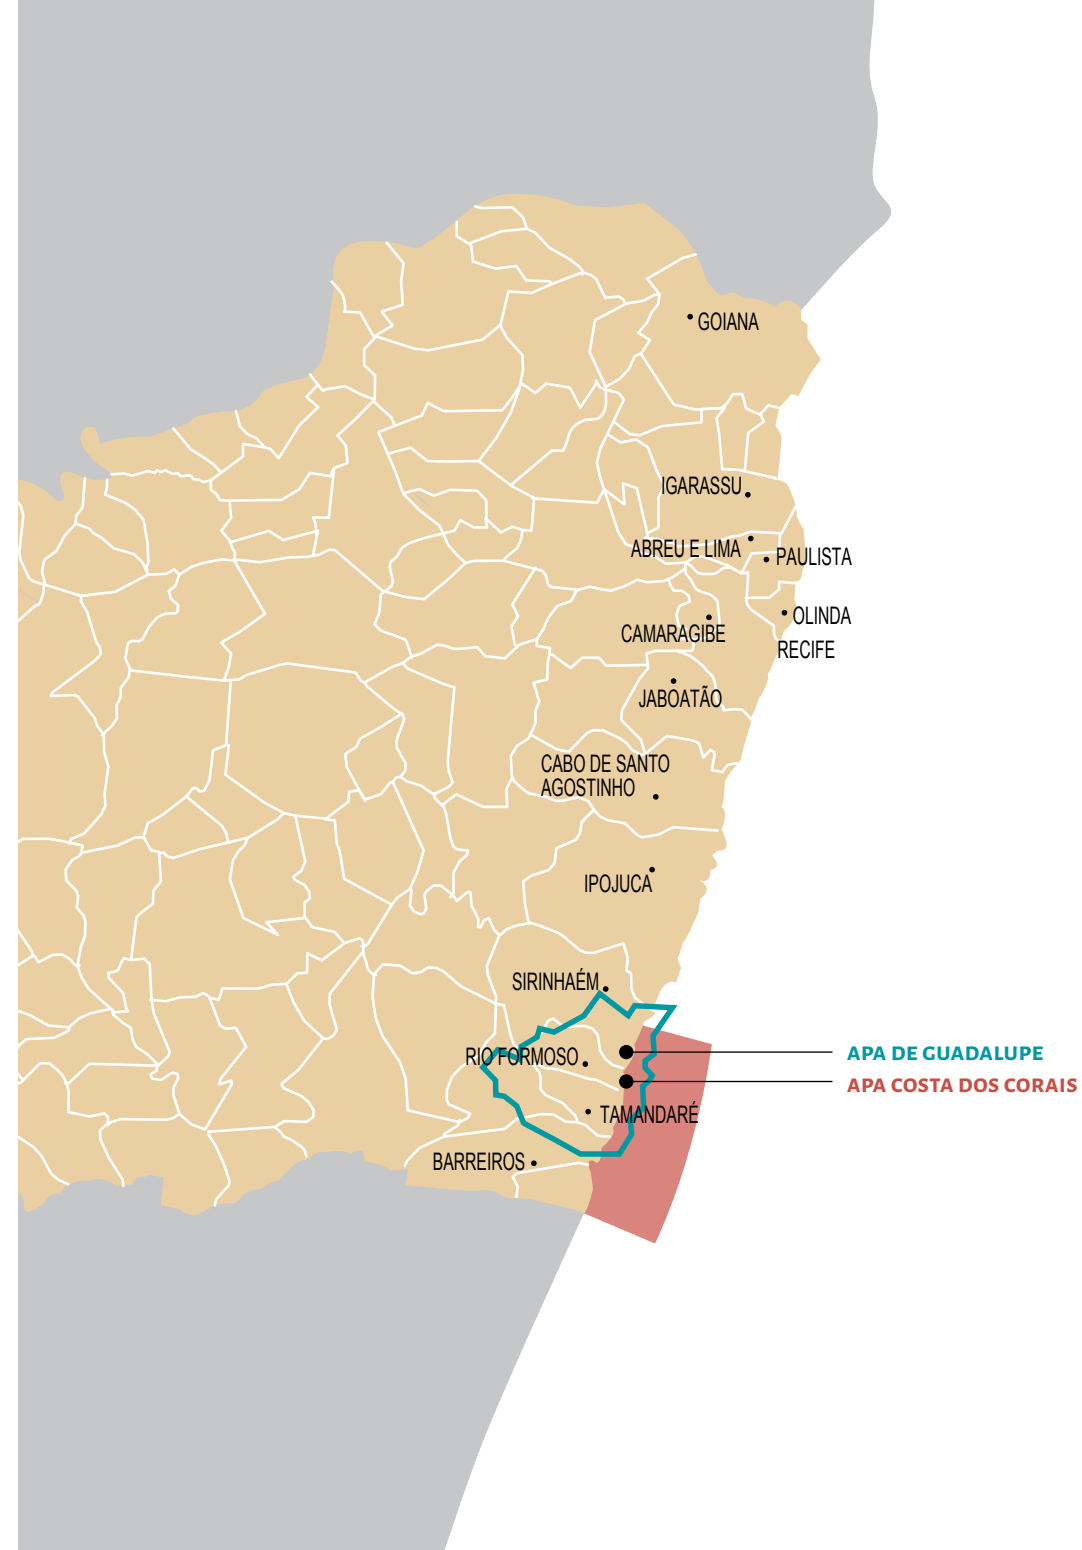 GOIANA
IGARASSU
ABREU E LIMA
PAULISTA
OLINDA
CAMARAGIBE
RECIFE
JABOATÃO
CABO DE SANTO
AGOSTINHO
IPOJUCA
SIRINHAÉM
RIO FORMOSO
APA DE GUADALUPE
APA COSTA DOS CORAIS
TAMANDARÉ
BARREIROS